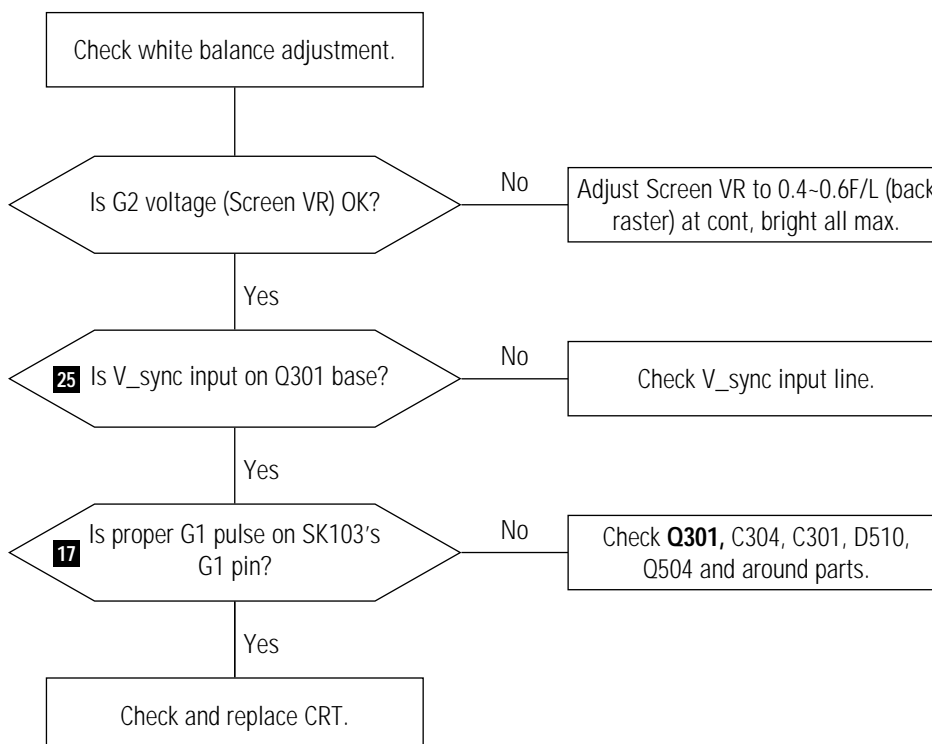 Check white balance adjustment.
Is G2 voltage (Screen VR) OK?
No
Adjust Screen VR to 0.4~0.6F/L (back
raster) at cont, bright all max.
Yes
25 Is V_sync input on Q301 base?
No
Check V_sync input line.
Yes
17 Is proper G1 pulse on SK103's
G1 pin?
No
Check Q301, C304, C301, D510,
Q504 and around parts.
Yes
Check and replace CRT.